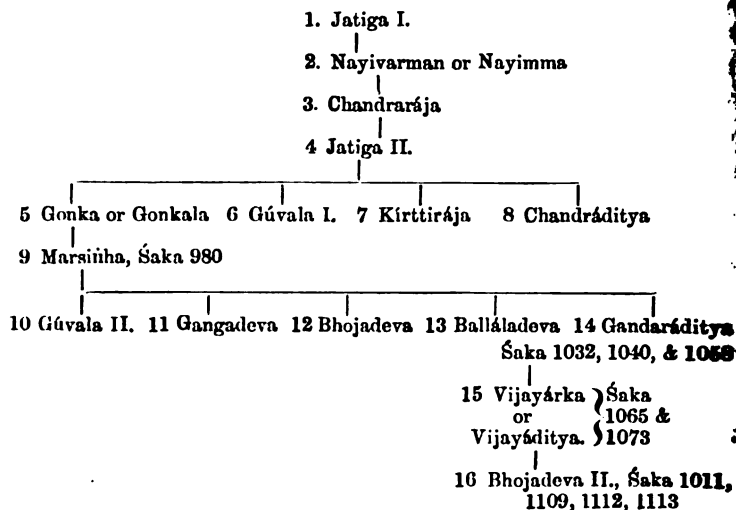 1. Jatiga I.
2. Nayivarman or Nayimma
3. Chandrarája
4 Jatiga II.
5 Gonka or Gonkala 6 Gúvala I. 7 Kírttirája 8 Chandráditya
9 Marsiṅha, Śaka 980
10 Gúvala II. 11 Gangadeva 12 Bhojadeva 13 Balláladeva 14 Gandaráditya
Śaka 1032, 1040, & 1058
15 Vijayárka } Śaka
or 1065 &
Vijayáditya. 1073
16 Bhojadeva II., Śaka 1011,
1109, 1112, 1113